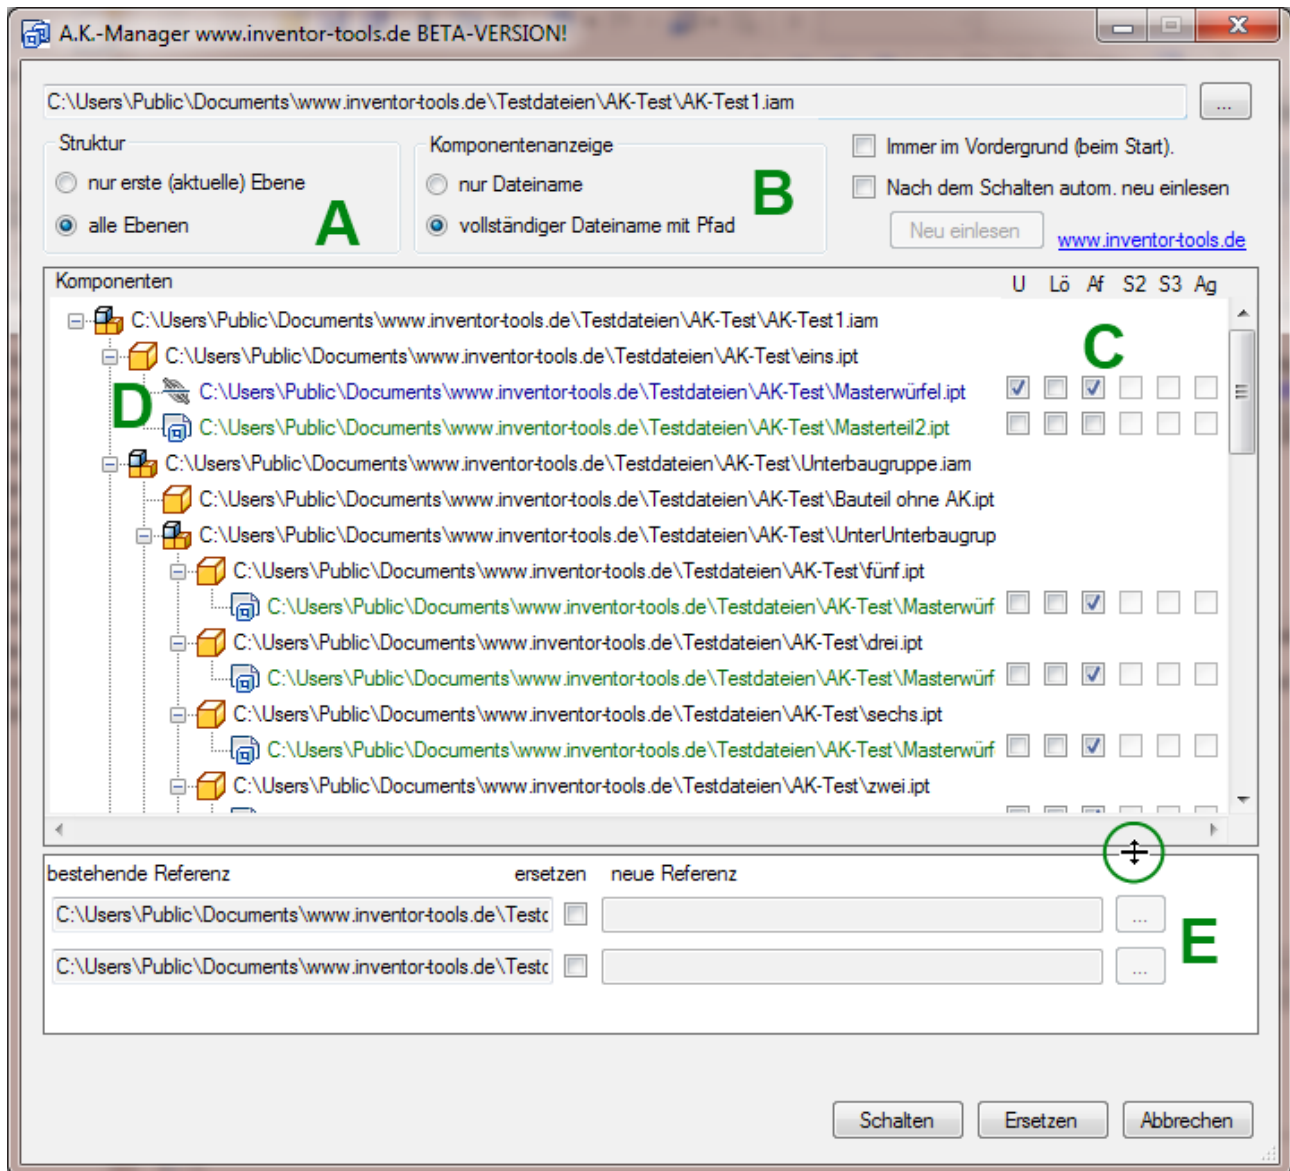 A.K.-Manager www.inventor-tools.de BETA-VERSION!
C:\Users\Public\Documents\www.inventor-tools.de\Testdateien\AK-Test\AK-Test1.iam ...
Struktur
nur erste (aktuelle) Ebene
alle Ebenen
A
Komponentenanzeige
nur Dateiname
vollständiger Dateiname mit Pfad
B
Immer im Vordergrund (beim Start).
Nach dem Schalten autom. neu einlesen
Neu einlesen www.inventor-tools.de
Komponenten U Lö Af S2 S3 Ag
C:\Users\Public\Documents\www.inventor-tools.de\Testdateien\AK-Test\AK-Test1.iam
C
C:\Users\Public\Documents\www.inventor-tools.de\Testdateien\AK-Test\eins.ipt
D
C:\Users\Public\Documents\www.inventor-tools.de\Testdateien\AK-Test\Masterwürfel.ipt
C:\Users\Public\Documents\www.inventor-tools.de\Testdateien\AK-Test\Masterteil2.ipt
C:\Users\Public\Documents\www.inventor-tools.de\Testdateien\AK-Test\Unterbaugruppe.iam
C:\Users\Public\Documents\www.inventor-tools.de\Testdateien\AK-Test\Bauteil ohne AK.ipt
C:\Users\Public\Documents\www.inventor-tools.de\Testdateien\AK-Test\UnterUnterbaugrup
C:\Users\Public\Documents\www.inventor-tools.de\Testdateien\AK-Test\fünf.ipt
C:\Users\Public\Documents\www.inventor-tools.de\Testdateien\AK-Test\Masterwürf
C:\Users\Public\Documents\www.inventor-tools.de\Testdateien\AK-Test\drei.ipt
C:\Users\Public\Documents\www.inventor-tools.de\Testdateien\AK-Test\Masterwürf
C:\Users\Public\Documents\www.inventor-tools.de\Testdateien\AK-Test\sechs.ipt
C:\Users\Public\Documents\www.inventor-tools.de\Testdateien\AK-Test\Masterwürf
C:\Users\Public\Documents\www.inventor-tools.de\Testdateien\AK-Test\zwei.ipt
bestehende Referenz ersetzen neue Referenz
C:\Users\Public\Documents\www.inventor-tools.de\Testc ...
E
C:\Users\Public\Documents\www.inventor-tools.de\Testc ...
Schalten Ersetzen Abbrechen